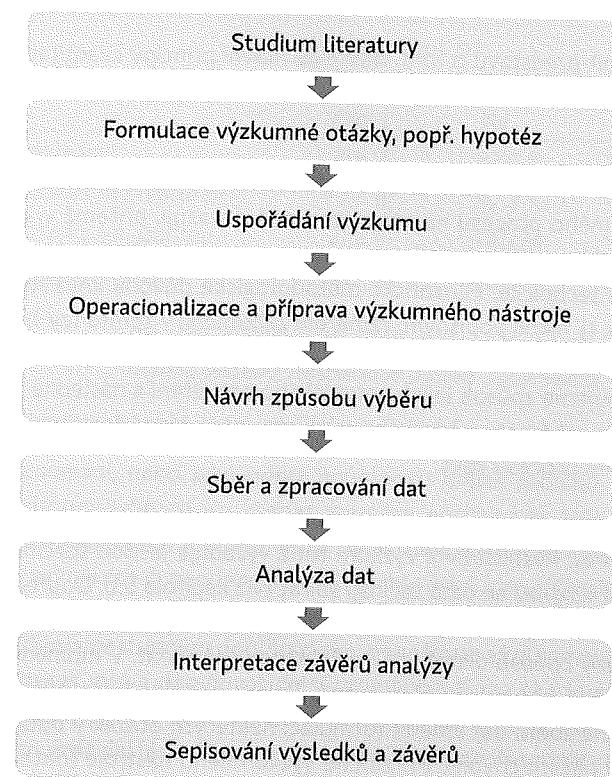 Studium literatury
Formulace výzkumné otázky, popř. hypotéz
Uspořádání výzkumu
Operacionalizace a příprava výzkumného nástroje
Návrh způsobu výběru
Sběr a zpracování dat
Analýza dat
Interpretace závěrů analýzy
Sepisování výsledků a závěrů